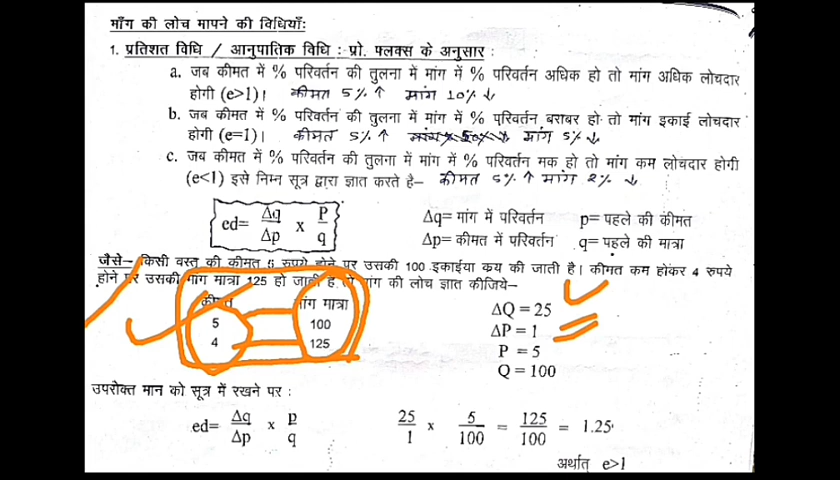 माँग की लोच मापने की विधियाँ:
1. प्रतिशत विधि / आनुपातिक विधि : प्रो. फ्लक्स के अनुसार :
a. जब कीमत में % परिवर्तन की तुलना में मांग में % परिवर्तन अधिक हो तो मांग अधिक लोचदार
होगी (e>1)। कीमत 5% ↑ मांग 10% ↓
b. जब कीमत में % परिवर्तन की तुलना में मांग में % परिवर्तन बराबर हो तो मांग इकाई लोचदार
होगी (e=1)। कीमत 5% ↑ मांग 5% ↓
c. जब कीमत में % परिवर्तन की तुलना में मांग में % परिवर्तन मक हो तो मांग कम लोचदार होगी
(e<1) इसे निम्न सूत्र द्वारा ज्ञात करते है– कीमत 5% ↑ मांग 2% ↓
ed= Δq/Δp x P/q
Δq= मांग में परिवर्तन p= पहले की कीमत
Δp= कीमत में परिवर्तन q= पहले की मात्रा
जैसे– किसी वस्त की कीमत 5 रूपये होने पर उसकी 100 इकाईया क्रय की जाती है। कीमत कम होकर 4 रुपये
होने पर उसकी मांग मात्रा 125 हो जाती है तो मांग की लोच ज्ञात कीजिये–
कीमत मांग मात्रा
5 100
4 125
ΔQ = 25
ΔP = 1
P = 5
Q = 100
उपरोक्त मान को सूत्र में रखने पर :
ed= Δq/Δp x p/q 25/1 x 5/100 = 125/100 = 1.25
अर्थात् e>1